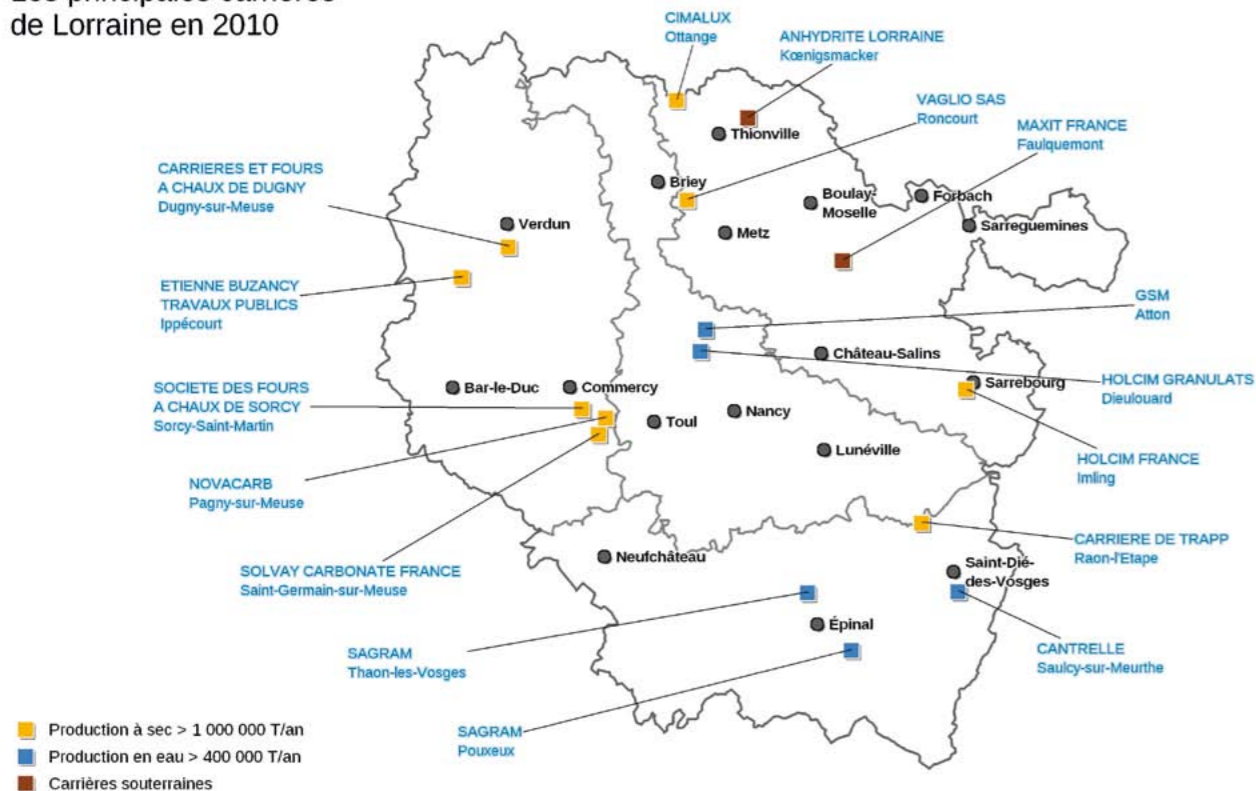 Les principales carrières
de Lorraine en 2010
CIMALUX
Ottange
ANHYDRITE LORRAINE
Kœnigsmacker
VAGLIO SAS
Roncourt
MAXIT FRANCE
Faulquemont
CARRIERES ET FOURS
A CHAUX DE DUGNY
Dugny-sur-Meuse
Thionville
Briey
Boulay-
Moselle
Forbach
Verdun
Metz
Sarreguemines
ETIENNE BUZANCY
TRAVAUX PUBLICS
Ippécourt
GSM
Atton
Château-Salins
SOCIETE DES FOURS
A CHAUX DE SORCY
Sorcy-Saint-Martin
Bar-le-Duc
Commercy
Sarrebourg
HOLCIM GRANULATS
Dieulouard
Toul
Nancy
Lunéville
HOLCIM FRANCE
Imling
NOVACARB
Pagny-sur-Meuse
CARRIERE DE TRAPP
Raon-l'Etape
SOLVAY CARBONATE FRANCE
Saint-Germain-sur-Meuse
Neufchâteau
Saint-Dié-
des-Vosges
Épinal
SAGRAM
Thaon-les-Vosges
CANTRELLE
Saulcy-sur-Meurthe
SAGRAM
Pouxeux
Production à sec > 1 000 000 T/an
Production en eau > 400 000 T/an
Carrières souterraines